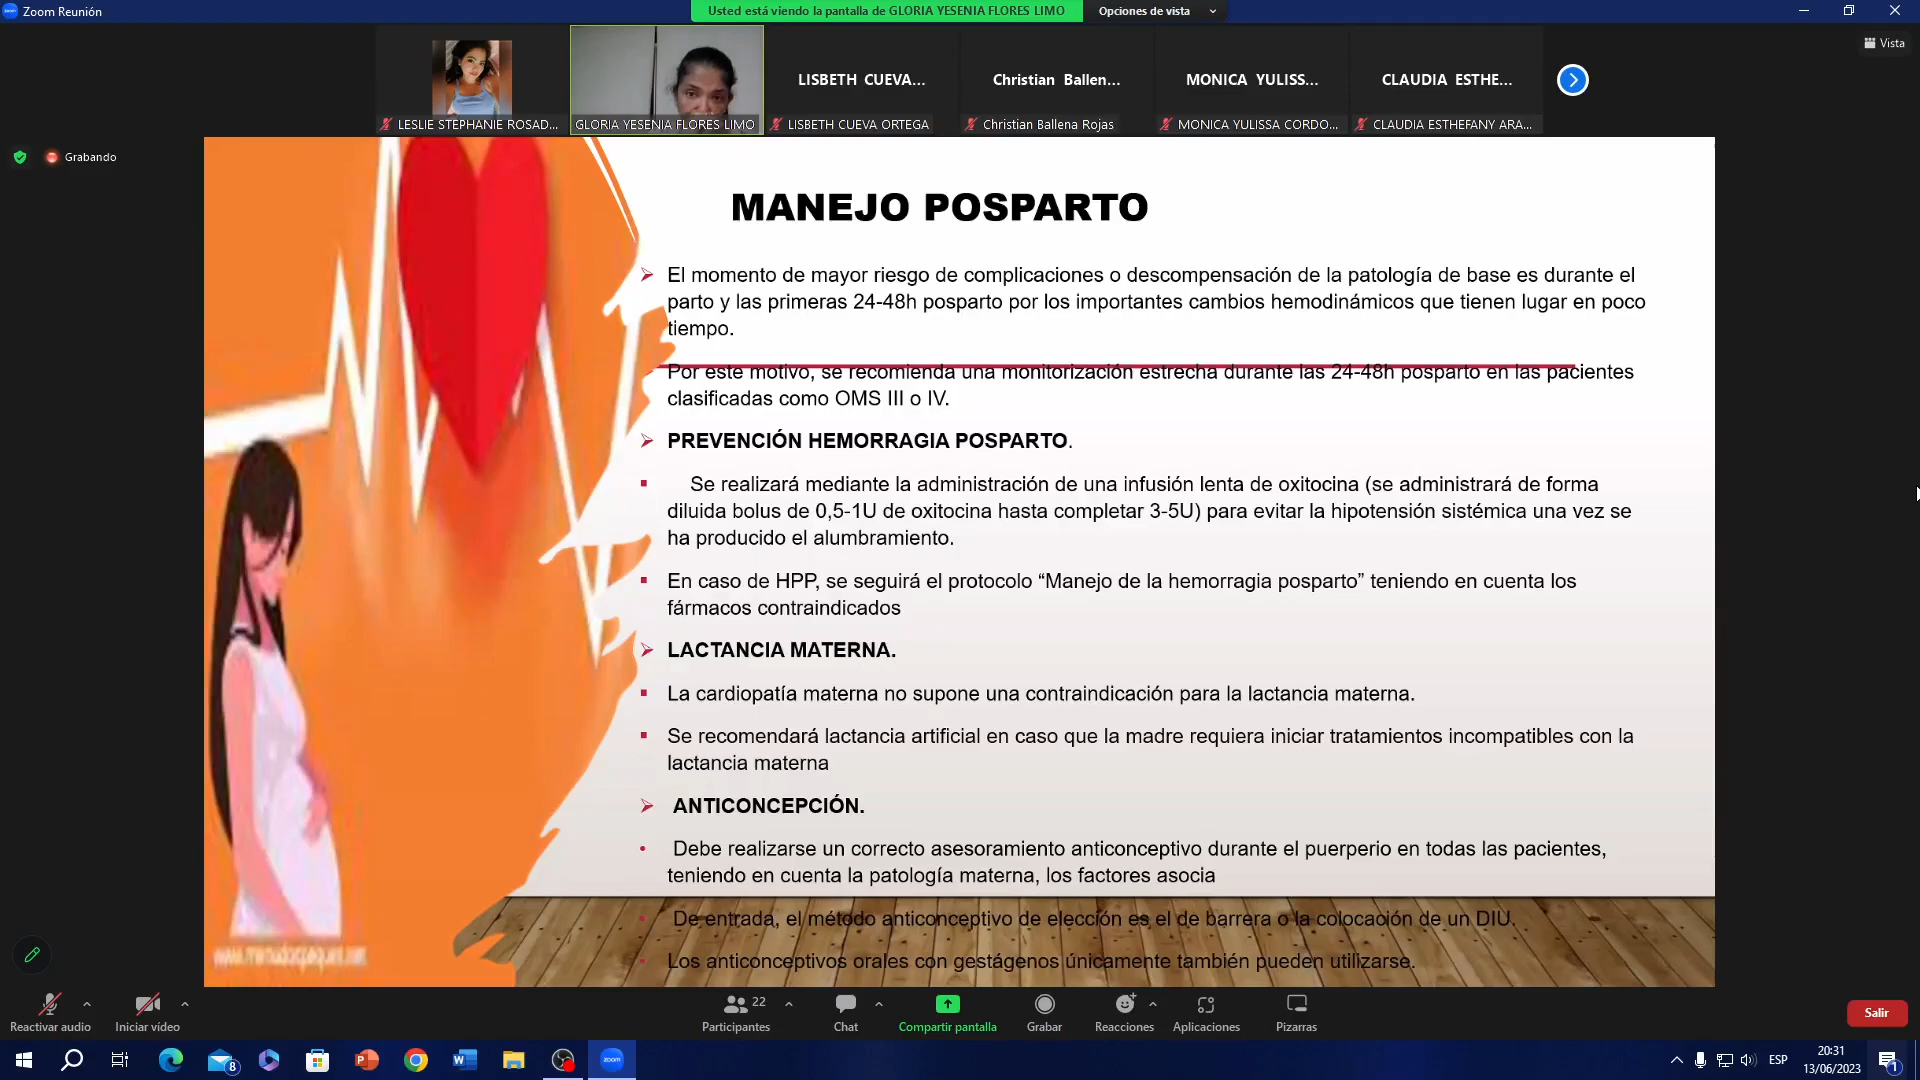 Zoom Reunión
Usted está viendo la pantalla de GLORIA YESENIA FLORES LIMO
Opciones de vista
Vista
LISBETH CUEVA...
Christian Ballen...
MONICA YULISS...
CLAUDIA ESTHE...
LESLIE STEPHANIE ROSAD...
GLORIA YESENIA FLORES LIMO
LISBETH CUEVA ORTEGA
Christian Ballena Rojas
MONICA YULISSA CORDO...
CLAUDIA ESTHEFANY ARA...
Grabando
MANEJO POSPARTO
El momento de mayor riesgo de complicaciones o descompensación de la patología de base es durante el
parto y las primeras 24-48h posparto por los importantes cambios hemodinámicos que tienen lugar en poco
tiempo.
Por este motivo, se recomienda una monitorización estrecha durante las 24-48h posparto en las pacientes
clasificadas como OMS III o IV.
PREVENCIÓN HEMORRAGIA POSPARTO.
Se realizará mediante la administración de una infusión lenta de oxitocina (se administrará de forma
diluida bolus de 0,5-1U de oxitocina hasta completar 3-5U) para evitar la hipotensión sistémica una vez se
ha producido el alumbramiento.
En caso de HPP, se seguirá el protocolo “Manejo de la hemorragia posparto” teniendo en cuenta los
fármacos contraindicados
LACTANCIA MATERNA.
La cardiopatía materna no supone una contraindicación para la lactancia materna.
Se recomendará lactancia artificial en caso que la madre requiera iniciar tratamientos incompatibles con la
lactancia materna
ANTICONCEPCIÓN.
Debe realizarse un correcto asesoramiento anticonceptivo durante el puerperio en todas las pacientes,
teniendo en cuenta la patología materna, los factores asocia
De entrada, el método anticonceptivo de elección es el de barrera o la colocación de un DIU.
Los anticonceptivos orales con gestágenos únicamente también pueden utilizarse.
Reactivar audio
Iniciar vídeo
22
Participantes
Chat
Compartir pantalla
Grabar
Reacciones
Aplicaciones
Pizarras
Salir
8
zoom
ESP
20:31
13/06/2023
1